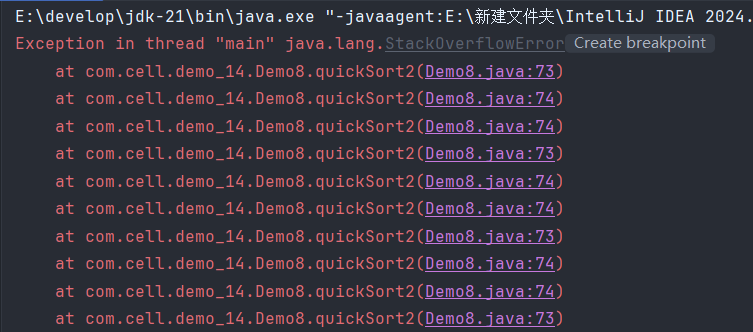 E:\develop\jdk-21\bin\java.exe "-javaagent:E:\新建文件夹\IntelliJ IDEA 2024.
Exception in thread "main" java.lang.StackOverflowError Create breakpoint
at com.cell.demo_14.Demo8.quickSort2(Demo8.java:73)
at com.cell.demo_14.Demo8.quickSort2(Demo8.java:74)
at com.cell.demo_14.Demo8.quickSort2(Demo8.java:74)
at com.cell.demo_14.Demo8.quickSort2(Demo8.java:73)
at com.cell.demo_14.Demo8.quickSort2(Demo8.java:74)
at com.cell.demo_14.Demo8.quickSort2(Demo8.java:74)
at com.cell.demo_14.Demo8.quickSort2(Demo8.java:73)
at com.cell.demo_14.Demo8.quickSort2(Demo8.java:74)
at com.cell.demo_14.Demo8.quickSort2(Demo8.java:74)
at com.cell.demo_14.Demo8.quickSort2(Demo8.java:73)